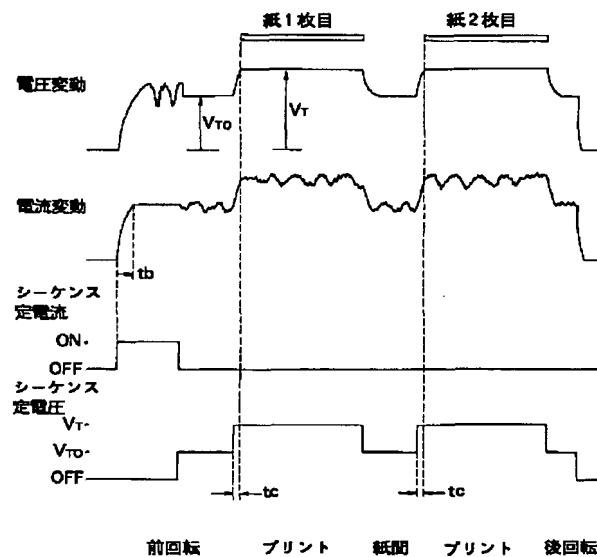 紙1枚目 紙2枚目
電圧変動
VTO
VT
電流変動
tb
シーケンス
定電流
ON
OFF
シーケンス
定電圧
VT
VTO
OFF
tc tc
前回転 プリント 紙間 プリント 後回転